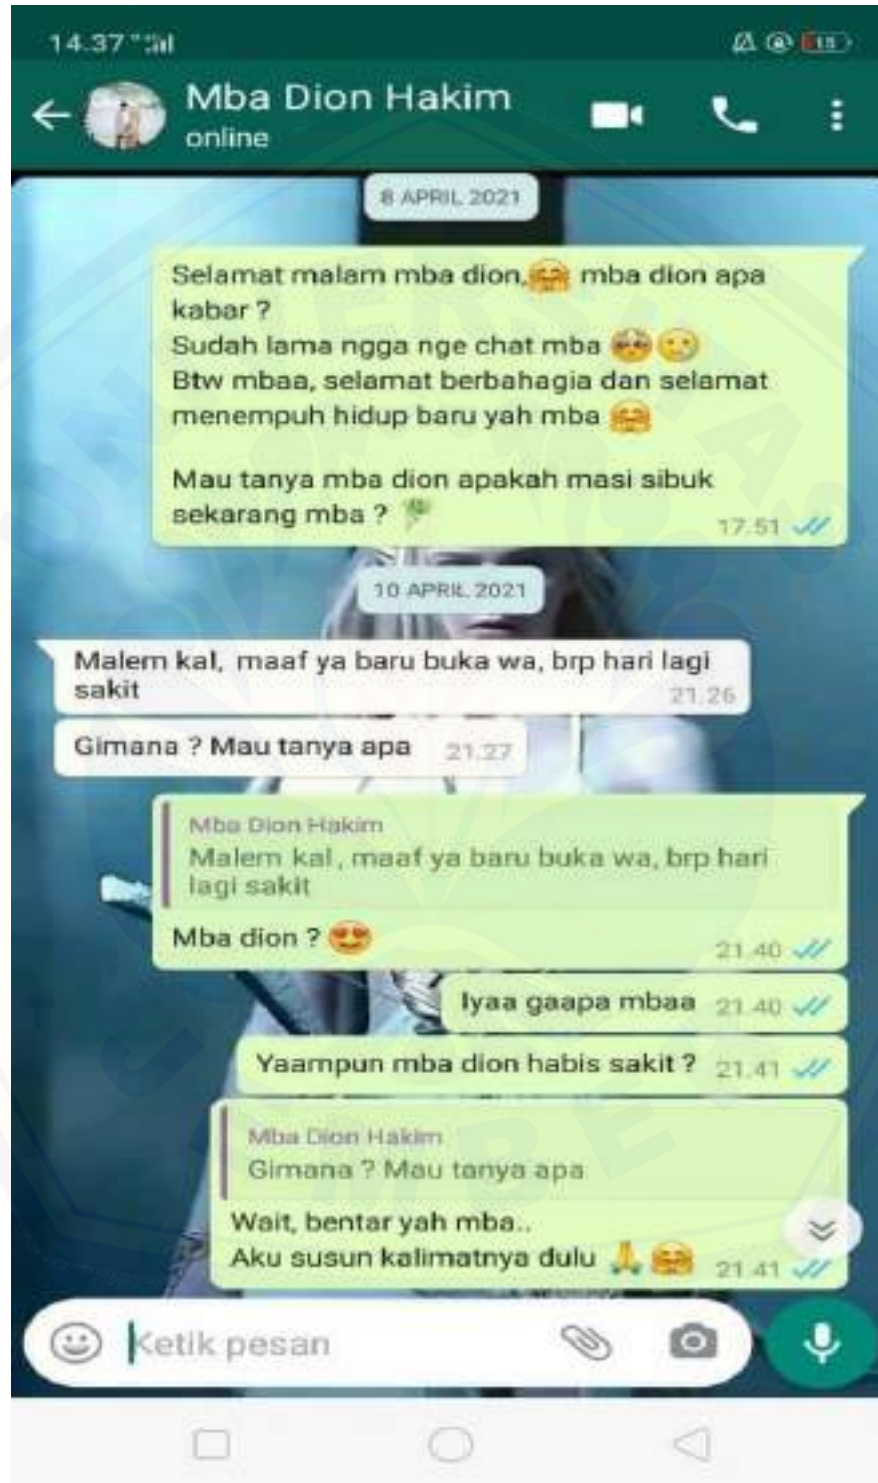 14.37
15
Mba Dion Hakim
online
8 APRIL 2021
Selamat malam mba dion,🤗 mba dion apa
kabar ?
Sudah lama ngga nge chat mba 🥺🥲
Btw mbaa, selamat berbahagia dan selamat
menempuh hidup baru yah mba 🤗
Mau tanya mba dion apakah masi sibuk
sekarang mba ?
17.51
10 APRIL 2021
Malem kal, maaf ya baru buka wa, brp hari lagi
sakit
21.26
Gimana ? Mau tanya apa 21.27
Mba Dion Hakim
Malem kal, maaf ya baru buka wa, brp hari
lagi sakit
Mba dion ? 😍
21.40
Iyaa gaapa mbaa 21.40
Yaampun mba dion habis sakit ? 21.41
Mba Dion Hakim
Gimana ? Mau tanya apa
Wait, bentar yah mba..
Aku susun kalimatnya dulu 🙏 🤗 21.41
Ketik pesan
UNIVERSITAS
JEMBER